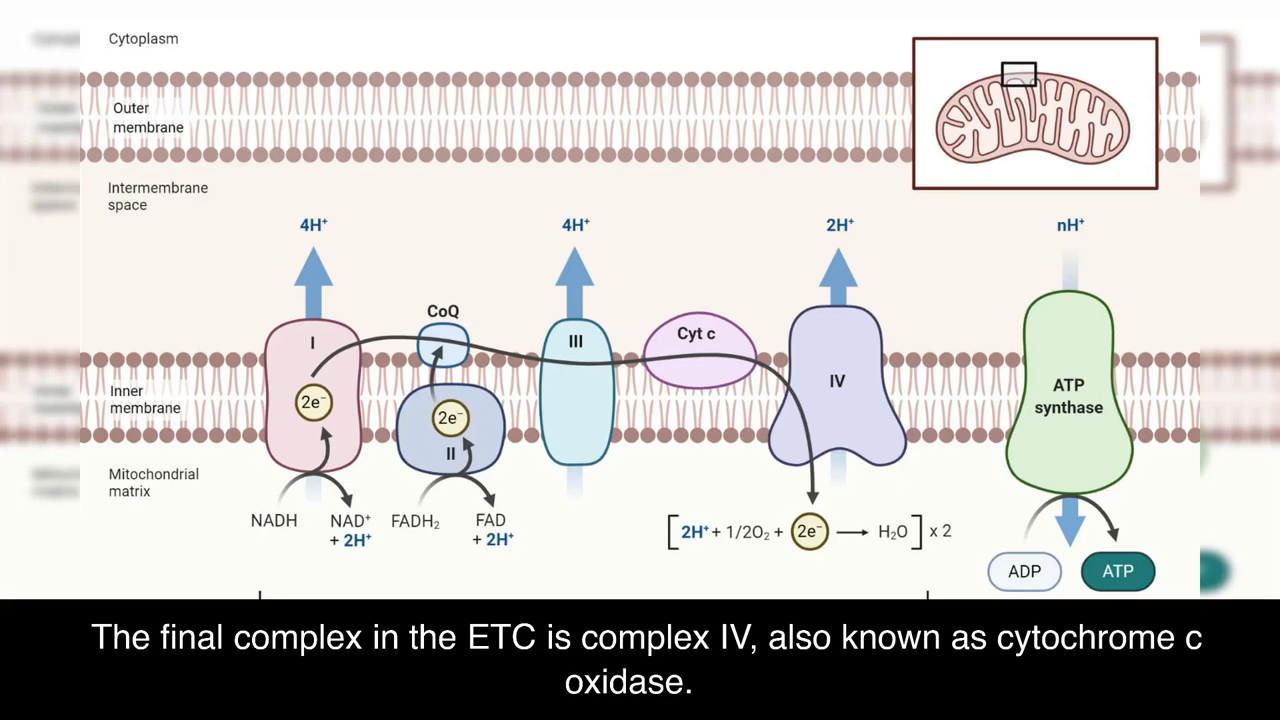 Cytoplasm
Outer
membrane
Intermembrane
space
4H⁺
4H⁺
2H⁺
nH⁺
CoQ
I
III
Cyt c
IV
ATP
synthase
Inner
membrane
2e⁻
2e⁻
II
Mitochondrial
matrix
NADH
NAD⁺
+ 2H⁺
FADH₂
FAD
+ 2H⁺
[2H⁺ + 1/2O₂ + 2e⁻ → H₂O] x 2
ADP
ATP
The final complex in the ETC is complex IV, also known as cytochrome c
oxidase.